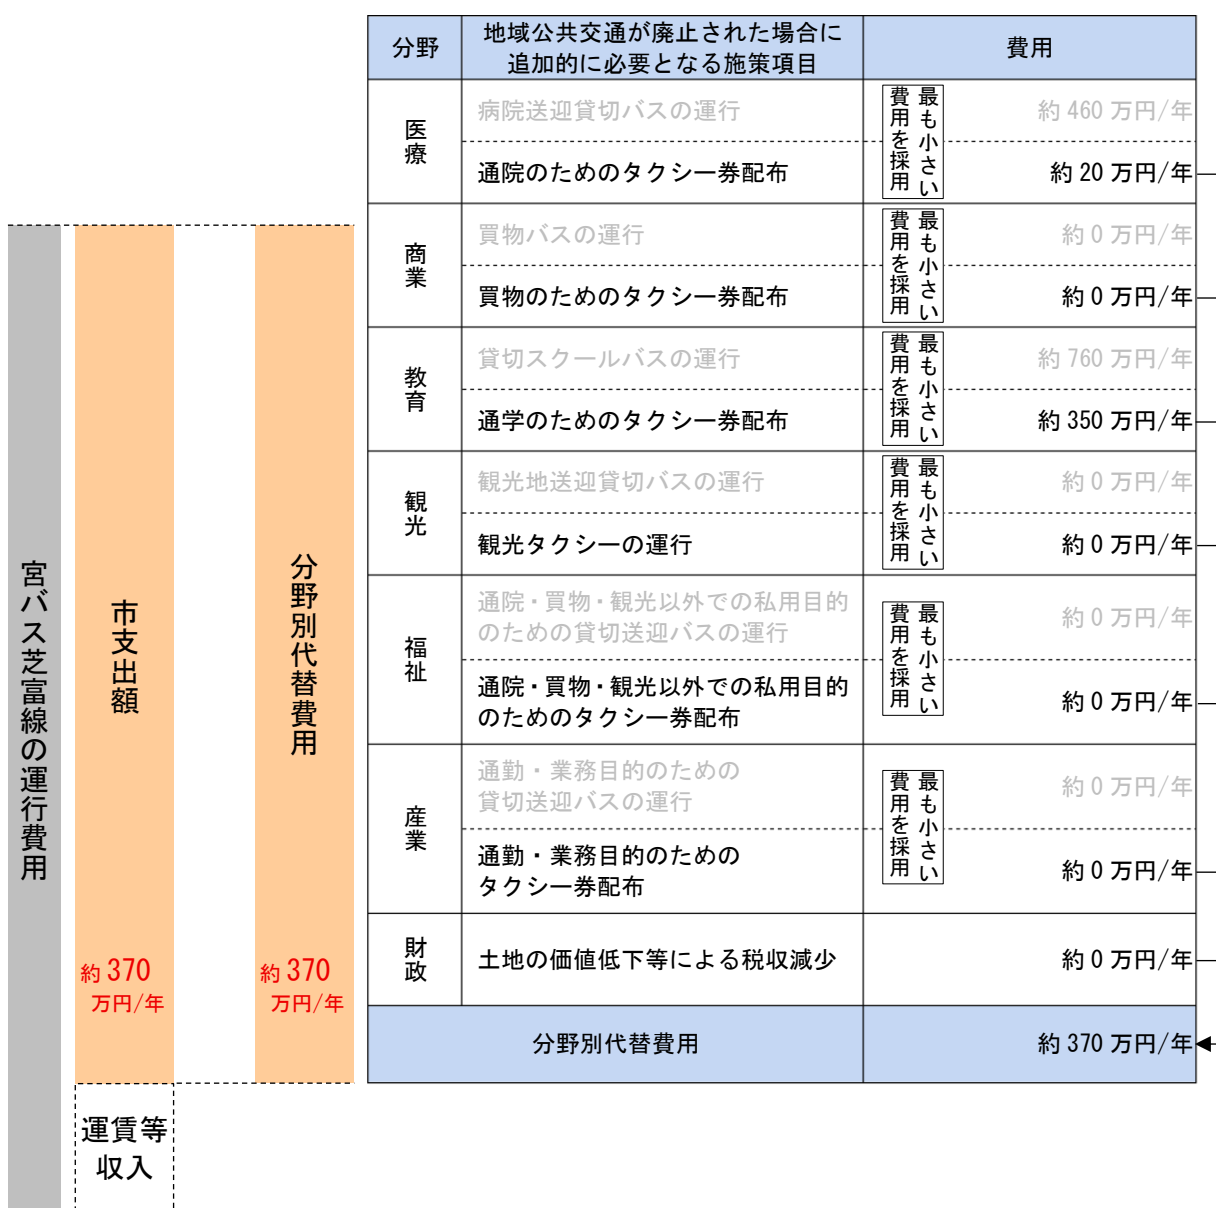 分野
地域公共交通が廃止された場合に
追加的に必要となる施策項目
費用
医療
病院送迎貸切バスの運行
最も小さい
費用を採用
約 460 万円/年
通院のためのタクシー券配布
約 20 万円/年
商業
買物バスの運行
最も小さい
費用を採用
約 0 万円/年
買物のためのタクシー券配布
約 0 万円/年
教育
貸切スクールバスの運行
最も小さい
費用を採用
約 760 万円/年
通学のためのタクシー券配布
約 350 万円/年
観光
観光地送迎貸切バスの運行
最も小さい
費用を採用
約 0 万円/年
観光タクシーの運行
約 0 万円/年
福祉
通院・買物・観光以外での私用目的
のための貸切送迎バスの運行
最も小さい
費用を採用
約 0 万円/年
通院・買物・観光以外での私用目的
のためのタクシー券配布
約 0 万円/年
産業
通勤・業務目的のための
貸切送迎バスの運行
最も小さい
費用を採用
約 0 万円/年
通勤・業務目的のための
タクシー券配布
約 0 万円/年
財政
土地の価値低下等による税収減少
約 0 万円/年
分野別代替費用
約 370 万円/年
宮バス芝富線の運行費用
市支出額
約 370
万円/年
運賃等
収入
分野別代替費用
約 370
万円/年